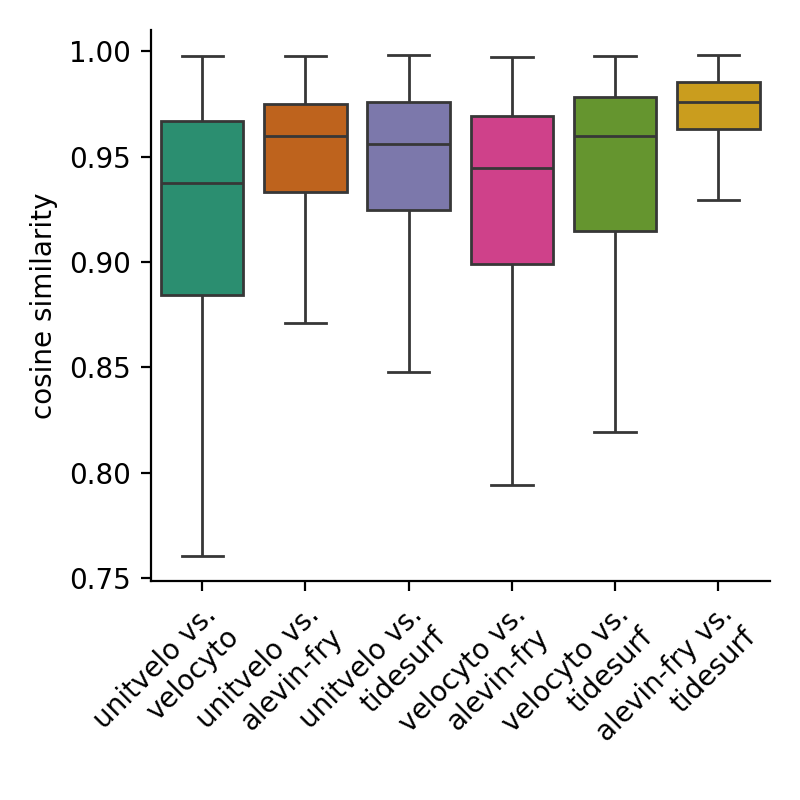 1.00
0.95
0.90
0.85
0.80
0.75
cosine similarity
unitvelo vs.
velocyto
unitvelo vs.
alevin-fry
unitvelo vs.
tidesurf
velocyto vs.
alevin-fry
velocyto vs.
tidesurf
alevin-fry vs.
tidesurf